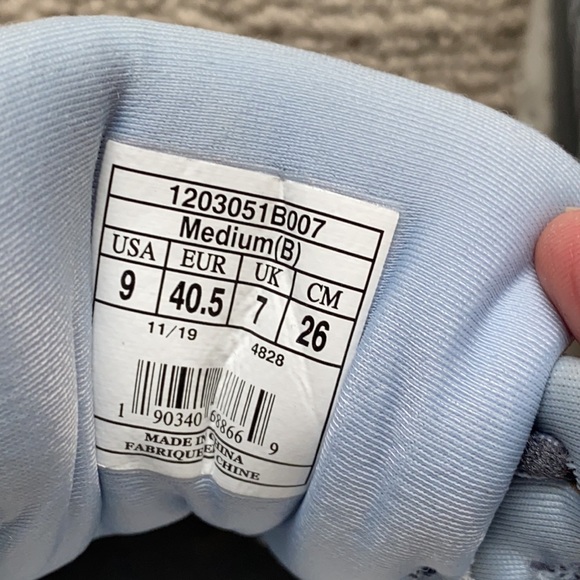 1203051B007
Medium(B)
USA EUR UK CM
9 40.5 7 26
11/19 4828
1 90340 68866 9
MADE IN CHINA
FABRIQUE CHINE